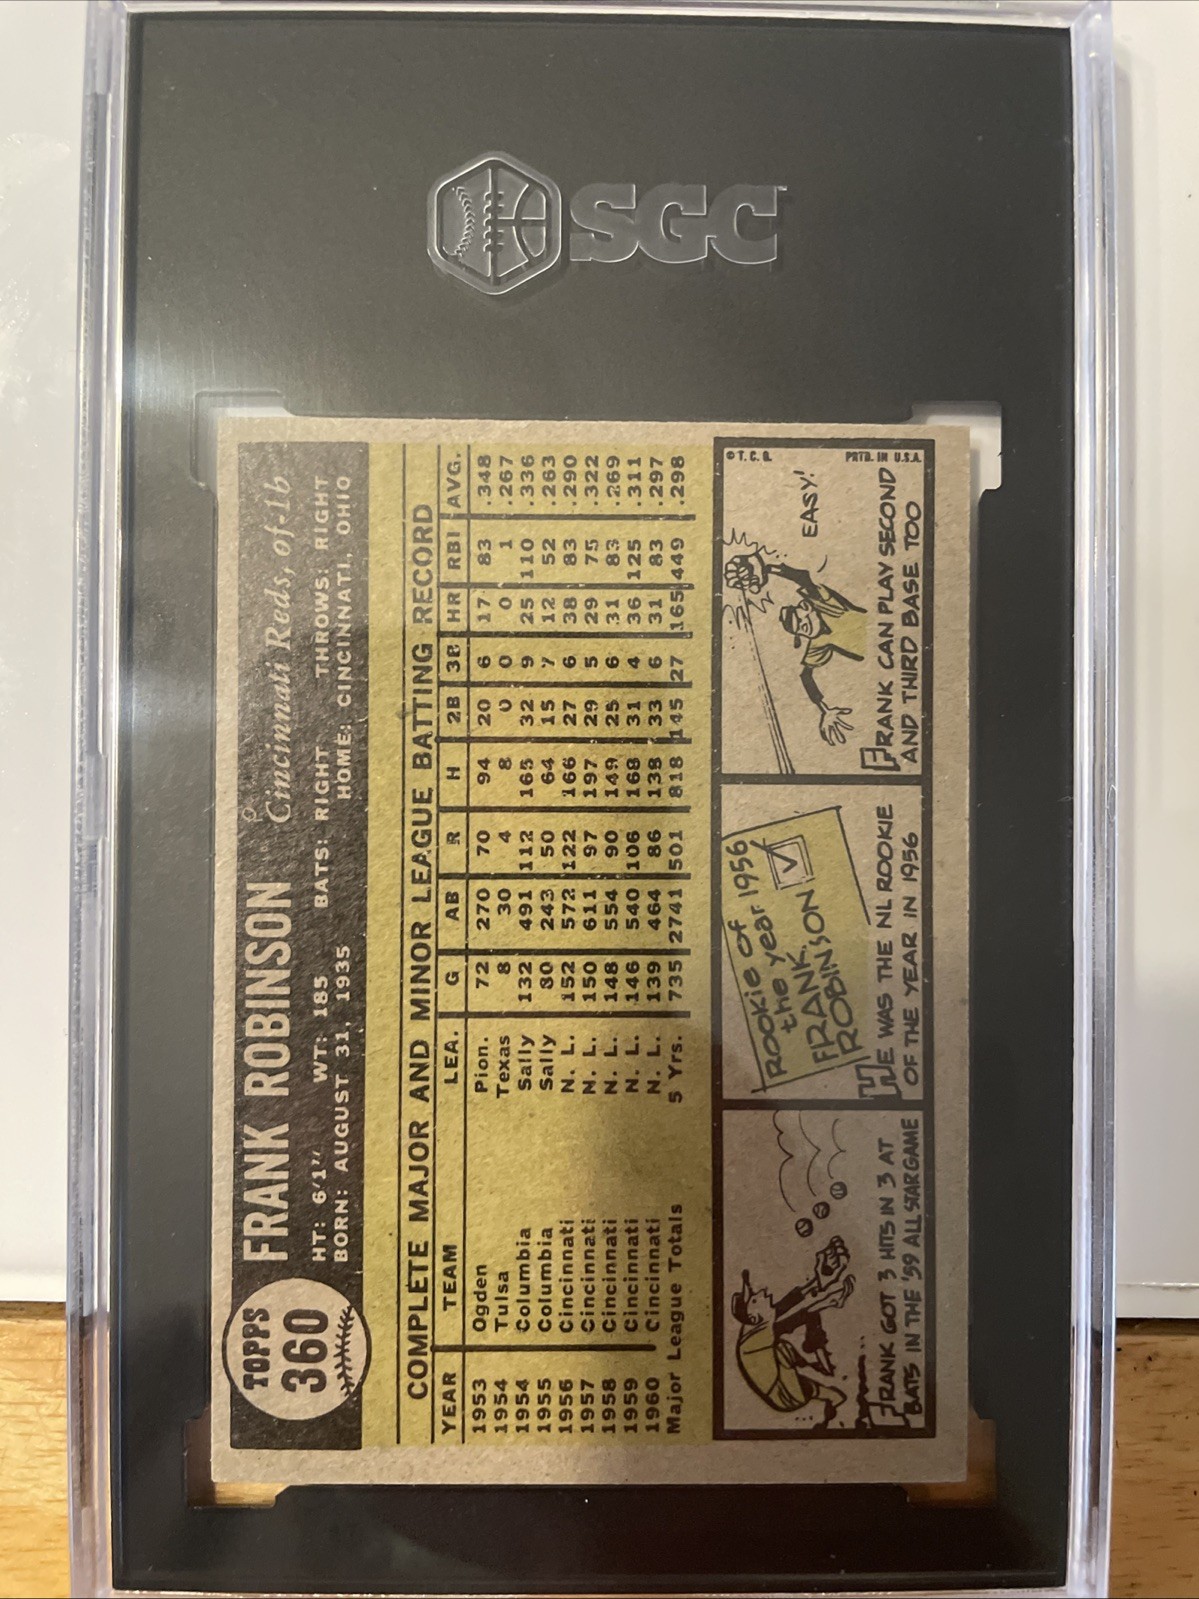 SGC
TOPPS
360
FRANK ROBINSON Cincinnati Reds, of-1b
HT: 6'1" WT: 185 BATS: RIGHT THROWS: RIGHT
BORN: AUGUST 31, 1935 HOME: CINCINNATI, OHIO
COMPLETE MAJOR AND MINOR LEAGUE BATTING RECORD
YEAR TEAM LEA. G AB R H 2B 3B HR RBI AVG.
1953 Ogden Pion. 72 270 70 94 20 6 17 83 .348
1954 Tulsa Texas 8 30 4 8 0 0 0 1 .267
1954 Columbia Sally 132 491 112 165 32 9 25 110 .336
1955 Columbia Sally 80 243 50 64 15 7 12 52 .263
1956 Cincinnati N. L. 152 572 122 166 27 6 38 83 .290
1957 Cincinnati N. L. 150 611 97 197 29 5 29 75 .322
1958 Cincinnati N. L. 148 554 90 149 25 6 31 83 .269
1959 Cincinnati N. L. 146 540 106 168 31 4 36 125 .311
1960 Cincinnati N. L. 139 464 86 138 33 6 31 83 .297
Major League Totals 5 Yrs. 735 2741 501 818 145 27 165 449 .298
FRANK GOT 3 HITS IN 3 AT
BATS IN THE '59 ALL STAR GAME
ROOKIE OF
the year 1956
FRANK
ROBINSON
HE WAS THE NL ROOKIE
OF THE YEAR IN 1956
© T. C. G. PRTD. IN U.S.A.
EASY!
FRANK CAN PLAY SECOND
AND THIRD BASE TOO